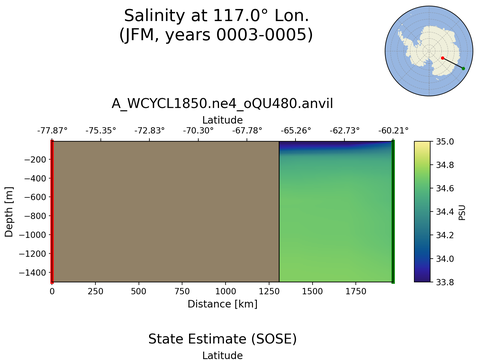 Salinity at 117.0° Lon.
(JFM, years 0003-0005)
A_WCYCL1850.ne4_oQU480.anvil
Latitude
-77.87° -75.35° -72.83° -70.30° -67.78° -65.26° -62.73° -60.21°
Depth [m]
−200
−400
−600
−800
−1000
−1200
−1400
0 250 500 750 1000 1250 1500 1750
Distance [km]
35.0
34.8
34.6
34.4
34.2
34.0
33.8
PSU
State Estimate (SOSE)
Latitude